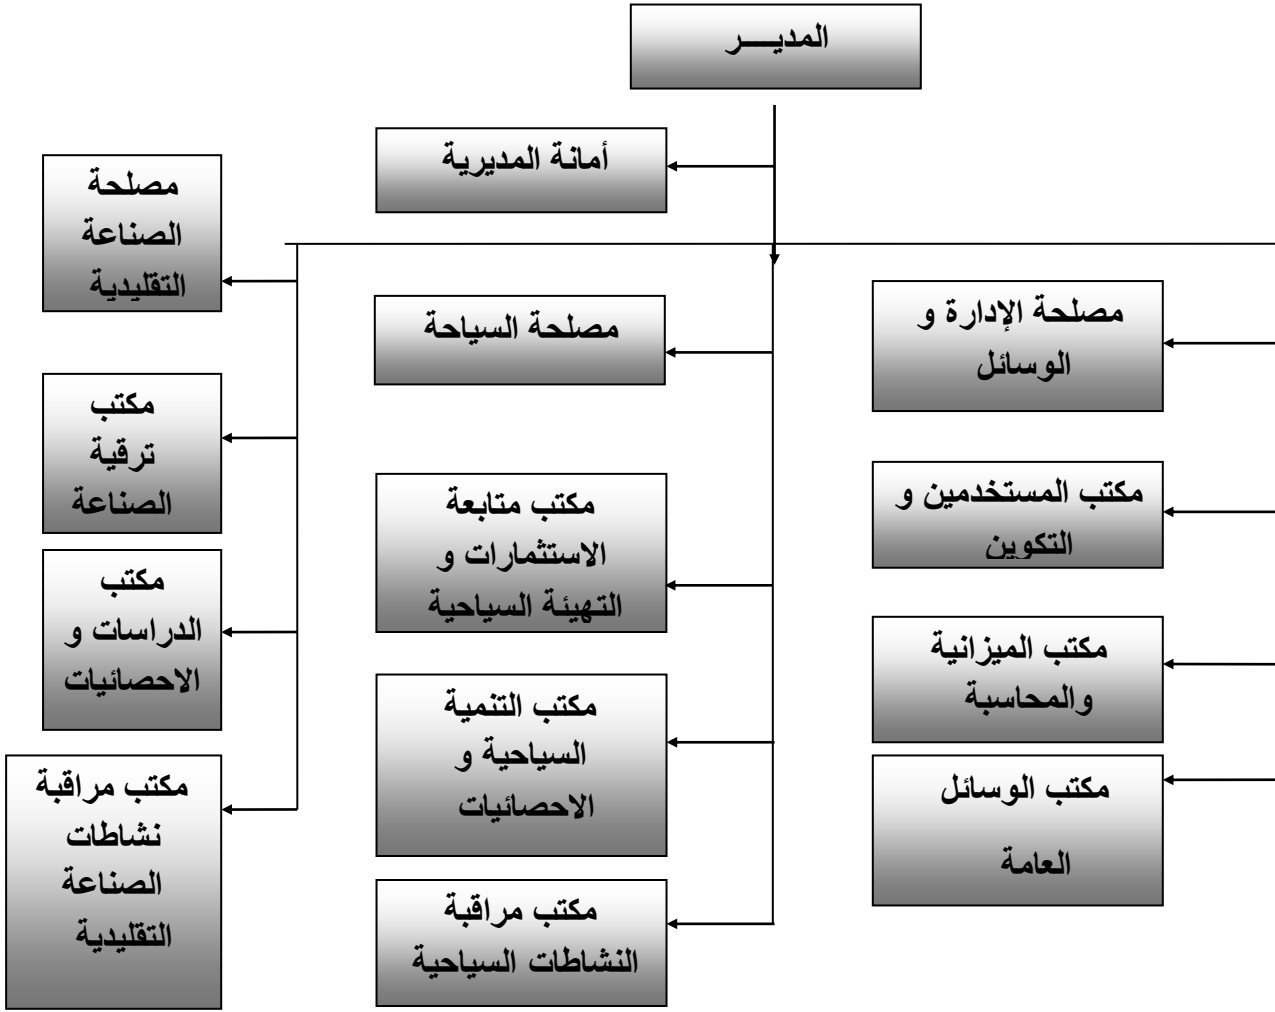 المديـــر
أمانة المديرية
مصلحة الإدارة و
الوسائل
مكتب المستخدمين و
التكوين
مكتب الميزانية
والمحاسبة
مكتب الوسائل
العامة
مصلحة السياحة
مكتب متابعة
الاستثمارات و
التهيئة السياحية
مكتب التنمية
السياحية و
الاحصائيات
مكتب مراقبة
النشاطات السياحية
مصلحة
الصناعة
التقليدية
مكتب
ترقية
الصناعة
مكتب
الدراسات و
الاحصائيات
مكتب مراقبة
نشاطات
الصناعة
التقليدية